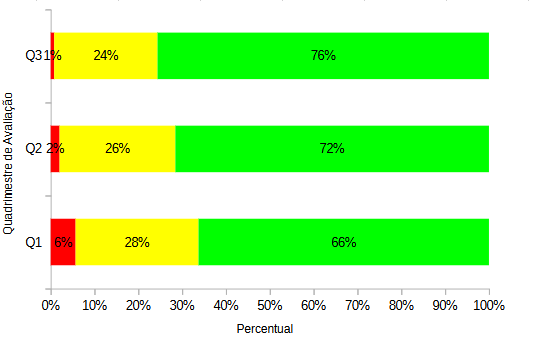 Quadrimestre de Avaliação
Q3 1% 24% 76%
Q2 2% 26% 72%
Q1 6% 28% 66%
0% 10% 20% 30% 40% 50% 60% 70% 80% 90% 100%
Percentual